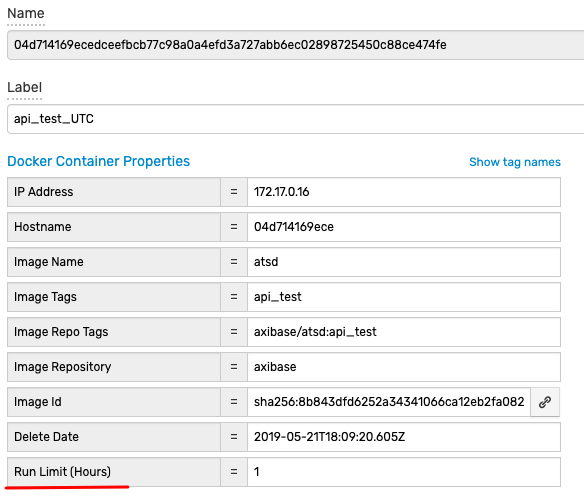 Name
04d714169ecedceefbcb77c98a0a4efd3a727abb6ec02898725450c88ce474fe
Label
api_test_UTC
Docker Container Properties Show tag names
IP Address = 172.17.0.16
Hostname = 04d714169ece
Image Name = atsd
Image Tags = api_test
Image Repo Tags = axibase/atsd:api_test
Image Repository = axibase
Image Id = sha256:8b843dfd6252a34341066ca12eb2fa082
Delete Date = 2019-05-21T18:09:20.605Z
Run Limit (Hours) = 1